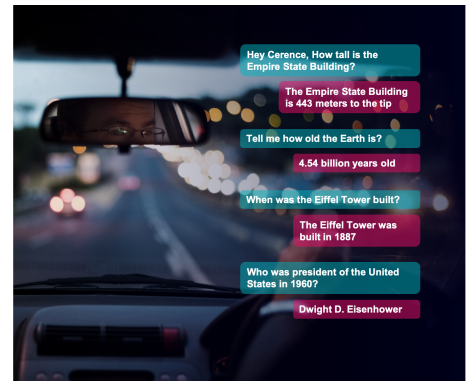 Hey Cerence, How tall is the
Empire State Building?
The Empire State Building
is 443 meters to the tip
Tell me how old the Earth is?
4.54 billion years old
When was the Eiffel Tower built?
The Eiffel Tower was
built in 1887
Who was president of the United
States in 1960?
Dwight D. Eisenhower